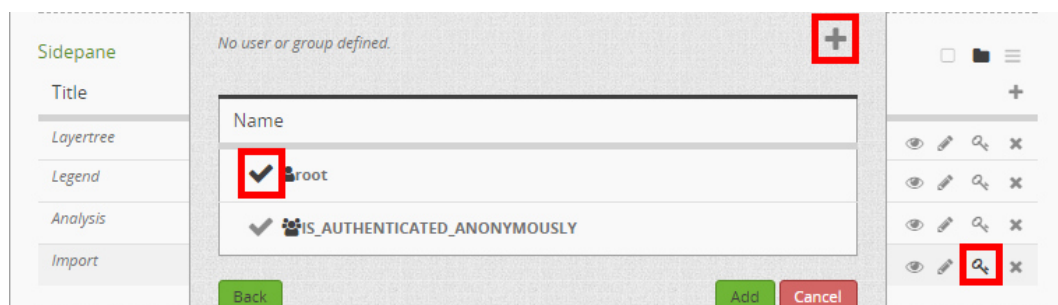 Sidepane
Title
Layertree
Legend
Analysis
Import
No user or group defined.
Name
root
IS_AUTHENTICATED_ANONYMOUSLY
Back
Add
Cancel